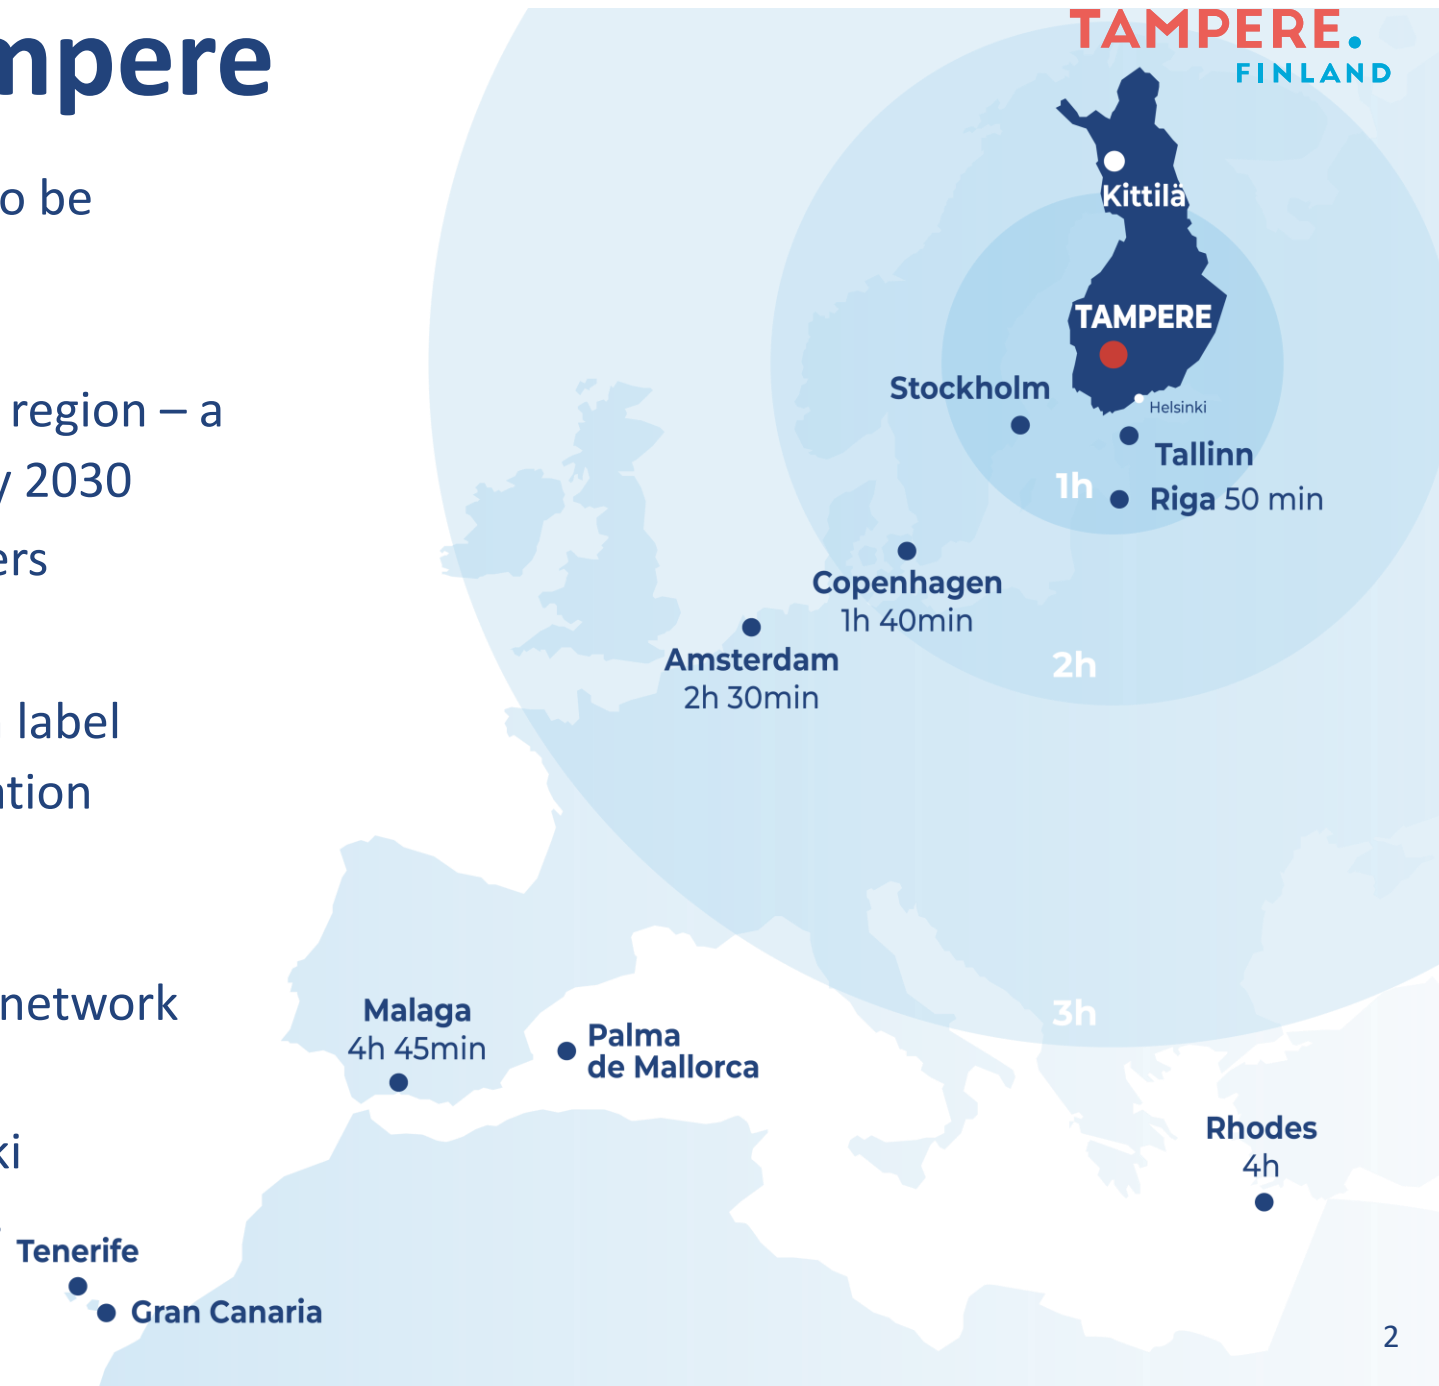 mpere
TAMPERE.
FINLAND
Kittilä
o be
TAMPERE
Stockholm
Helsinki
region – a
Tallinn
y 2030
1h
Riga 50 min
ers
Copenhagen
1h 40min
Amsterdam
2h
2h 30min
label
ation
network
Malaga
3h
4h 45min
Palma
de Mallorca
Rhodes
4h
ki
Tenerife
Gran Canaria
2